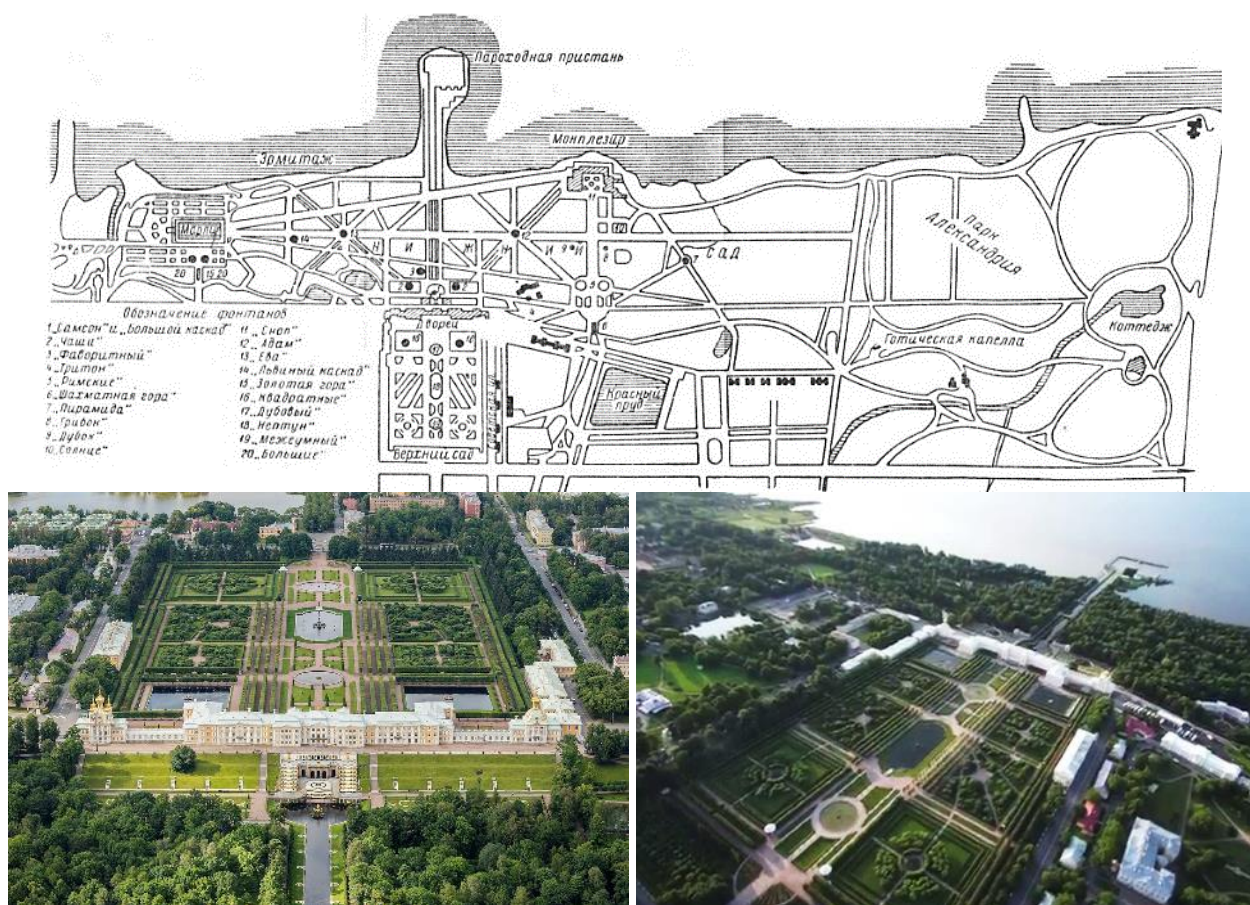 Пароходная пристань
Монплезир
Эрмитаж
Марли
Парк
Александрия
НИЖНИЙ
САД
Дворец
Коттедж
Готическая капелла
Красный
пруд
Верхний сад
Обозначение фонтанов
1 „Самсон" и „Большой каскад"
2 „Чаши"
3 „Фаворитный"
4 „Тритон"
5 „Римские"
6 „Шахматная гора"
7 „Пирамида"
8 „Грибок"
9 „Дубок"
10 „Солнце"
11 „Сноп"
12 „Адам"
13 „Ева"
14 „Львиный каскад"
15 „Золотая гора"
16 „Квадратные"
17 „Дубовый"
18 „Нептун"
19 „Межеумный"
20 „Большие"